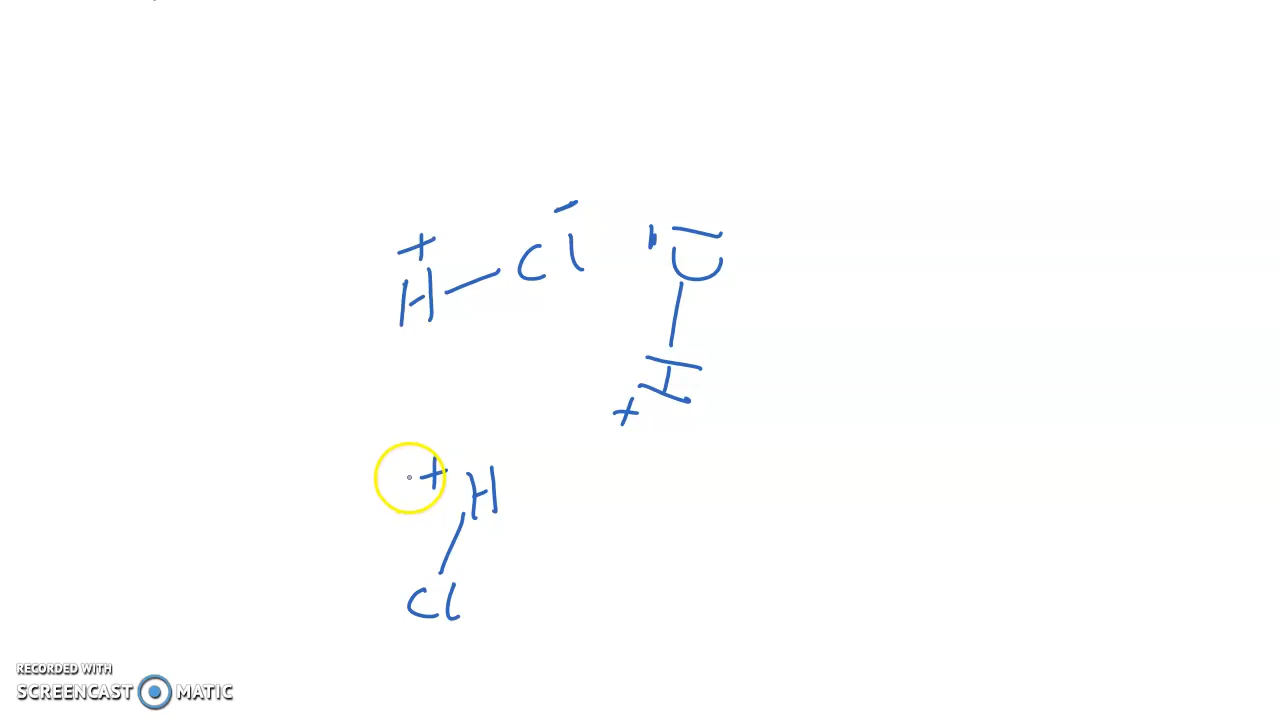 + -
H — Cl
- Cl
H
+
+ H
Cl
RECORDED WITH
SCREENCAST MATIC